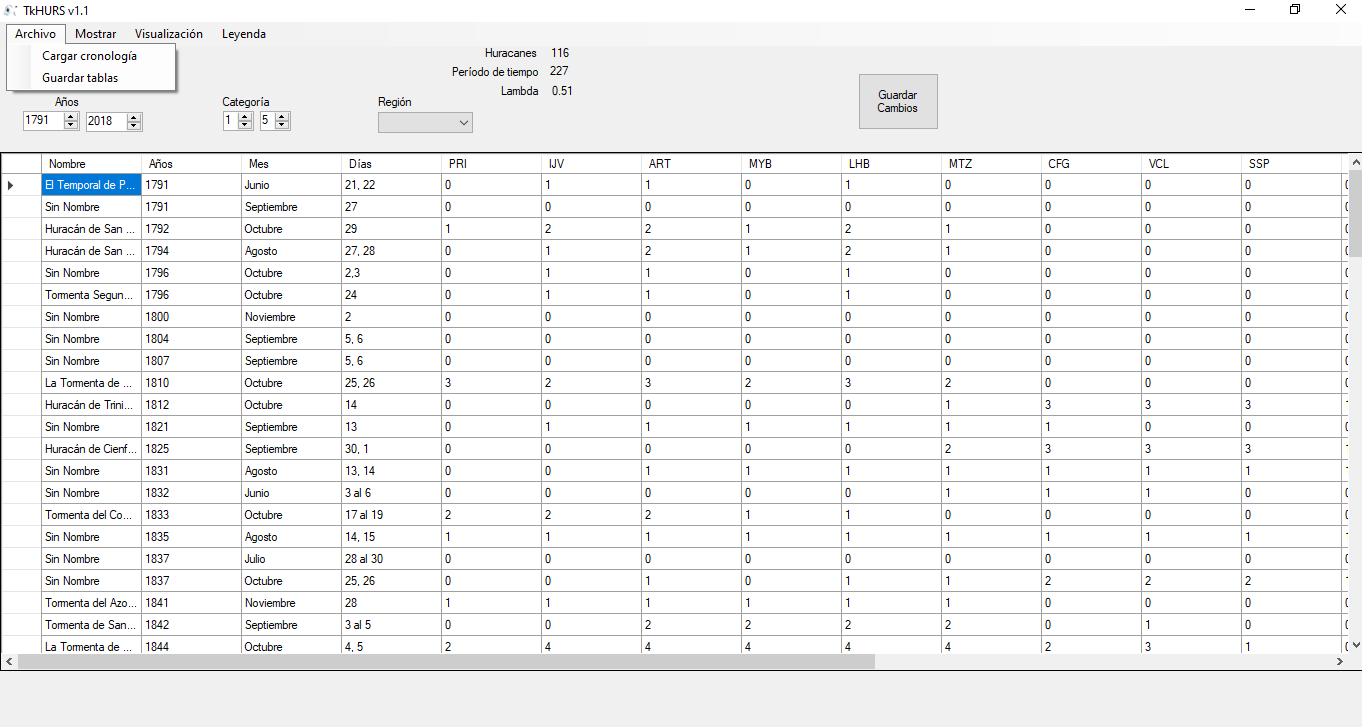 TkHURS v1.1
Archivo Mostrar Visualización Leyenda
Cargar cronología
Guardar tablas
Huracanes 116
Período de tiempo 227
Lambda 0.51
Guardar Cambios
Años Categoría Región
1791 2018 1 5
Nombre Años Mes Días PRI IJV ART MYB LHB MTZ CFG VCL SSP
El Temporal de P... 1791 Junio 21, 22 0 1 1 0 1 0 0 0 0
Sin Nombre 1791 Septiembre 27 0 0 0 0 0 0 0 0 0
Huracán de San ... 1792 Octubre 29 1 2 2 1 2 1 0 0 0
Huracán de San ... 1794 Agosto 27, 28 0 1 2 1 2 1 0 0 0
Sin Nombre 1796 Octubre 2,3 0 1 1 0 1 0 0 0 0
Tormenta Segun... 1796 Octubre 24 0 1 1 0 1 0 0 0 0
Sin Nombre 1800 Noviembre 2 0 0 0 0 0 0 0 0 0
Sin Nombre 1804 Septiembre 5, 6 0 0 0 0 0 0 0 0 0
Sin Nombre 1807 Septiembre 5, 6 0 0 0 0 0 0 0 0 0
La Tormenta de ... 1810 Octubre 25, 26 3 2 3 2 3 2 0 0 0
Huracán de Trini... 1812 Octubre 14 0 0 0 0 0 1 3 3 3
Sin Nombre 1821 Septiembre 13 0 1 1 1 1 1 1 0 0
Huracán de Cienf... 1825 Septiembre 30, 1 0 0 0 0 0 2 3 3 3
Sin Nombre 1831 Agosto 13, 14 0 0 1 1 1 1 1 1 1
Sin Nombre 1832 Junio 3 al 6 0 0 0 0 0 1 1 1 0
Tormenta del Co... 1833 Octubre 17 al 19 2 2 2 1 1 0 0 0 0
Sin Nombre 1835 Agosto 14, 15 1 1 1 1 1 1 1 1 1
Sin Nombre 1837 Julio 28 al 30 0 0 0 0 0 0 0 0 0
Sin Nombre 1837 Octubre 25, 26 0 0 1 0 1 1 2 2 2
Tormenta del Azo... 1841 Noviembre 28 1 1 1 1 1 1 0 0 0
Tormenta de San... 1842 Septiembre 3 al 5 0 0 2 2 2 2 0 1 0
La Tormenta de ... 1844 Octubre 4, 5 2 4 4 4 4 4 2 3 1